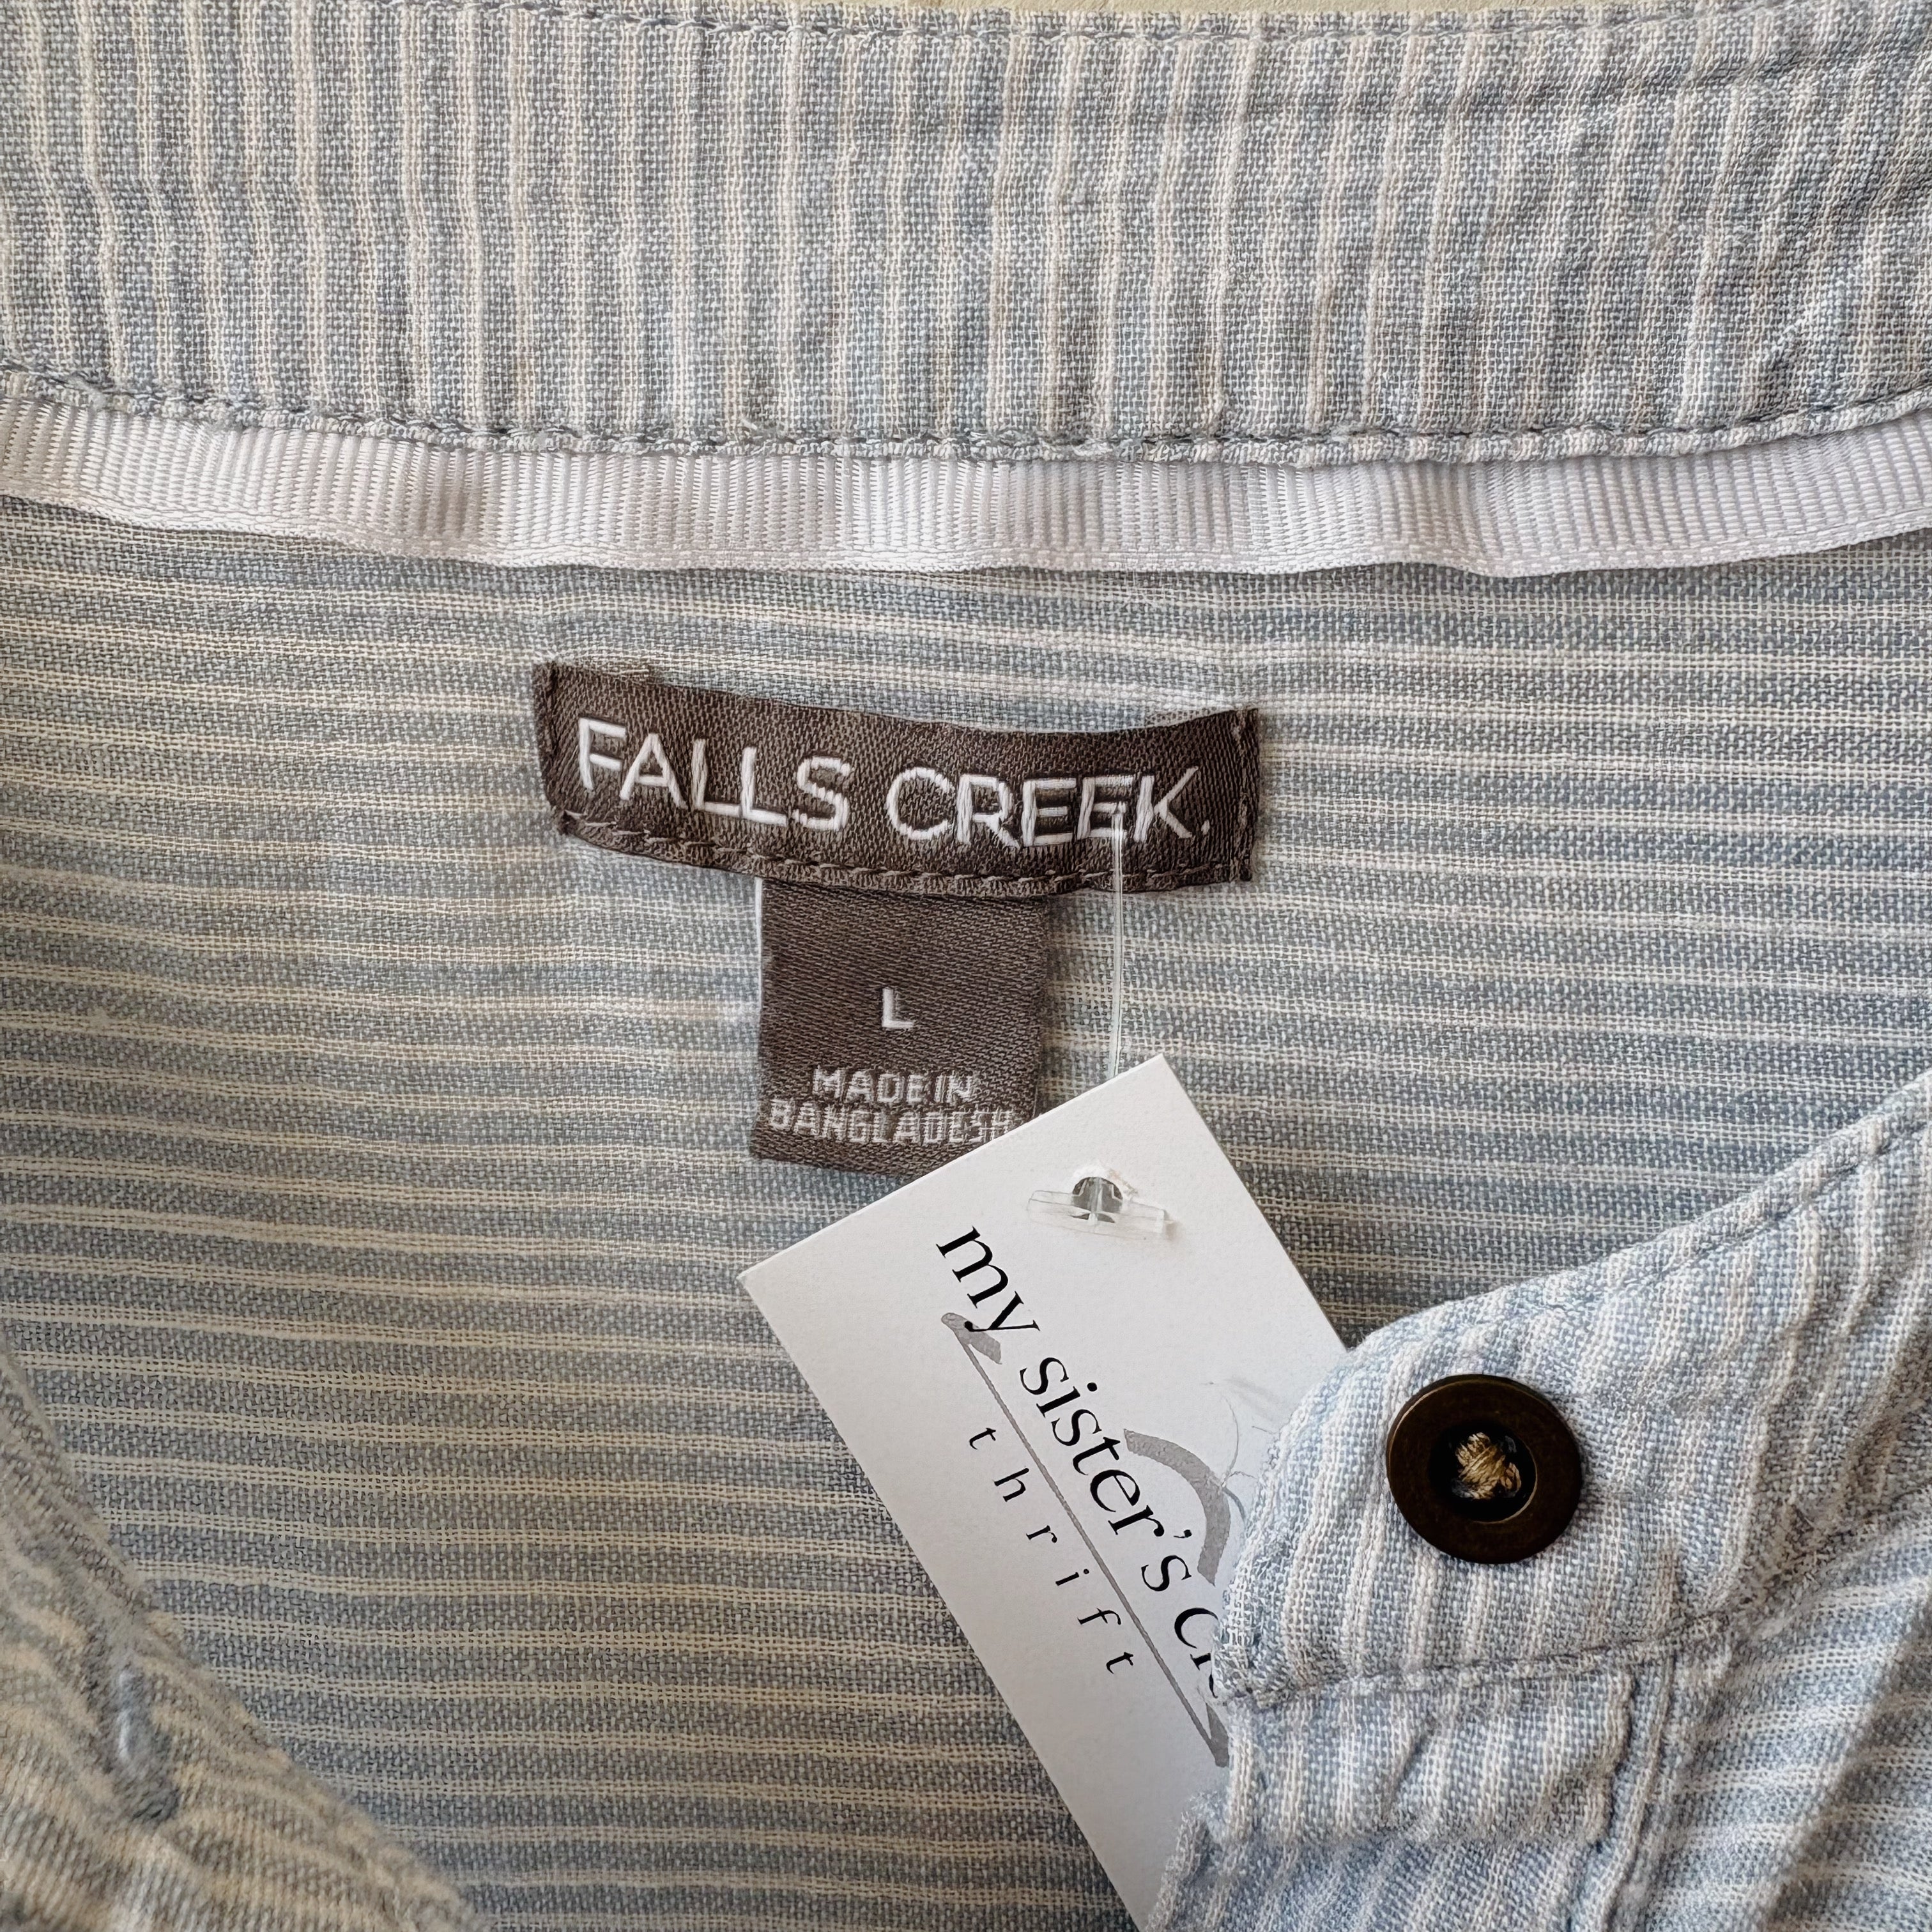 FALLS CREEK.
L
MADE IN
BANGLADESH
my sister's
thrift